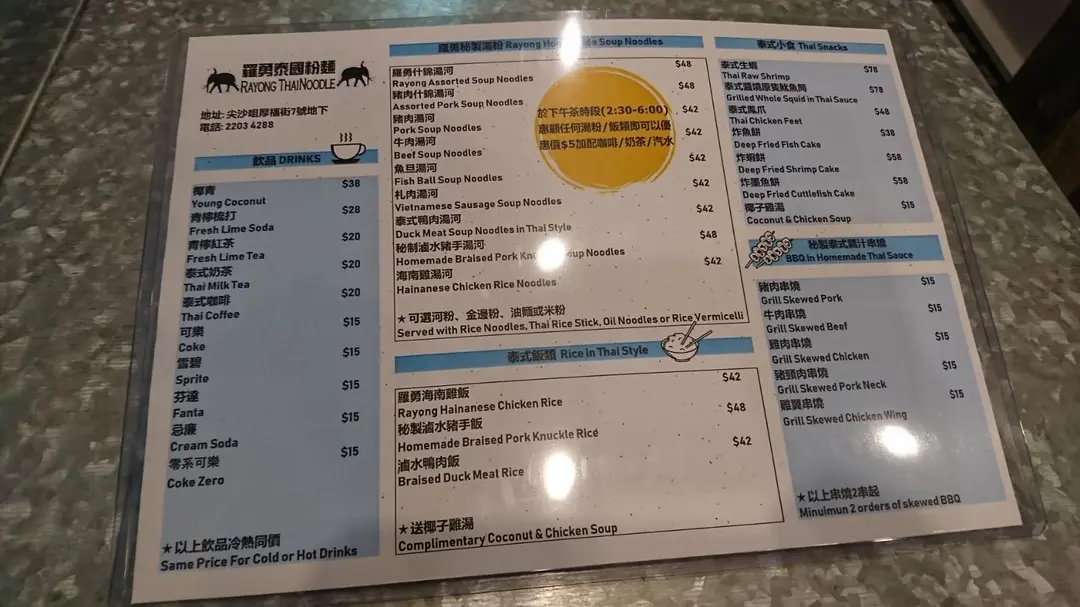 羅勇泰國粉麵
RAYONG THAINOODLE
地址: 尖沙咀厚福街7號地下
電話: 2203 4288
飲品 DRINKS
椰青 $38
Young Coconut
青檸梳打 $28
Fresh Lime Soda
青檸紅茶 $20
Fresh Lime Tea
泰式奶茶 $20
Thai Milk Tea
泰式咖啡 $20
Thai Coffee
可樂 $15
Coke
雪碧 $15
Sprite
芬達 $15
Fanta
忌廉 $15
Cream Soda
零系可樂 $15
Coke Zero
★以上飲品冷熱同價
Same Price For Cold or Hot Drinks
羅勇秘製湯粉 Rayong Soup Noodles
羅勇什錦湯河 $48
Rayong Assorted Soup Noodles
豬肉什錦湯河 $48
Assorted Pork Soup Noodles
豬肉湯河 $42
Pork Soup Noodles
牛肉湯河 $42
Beef Soup Noodles
魚旦湯河 $42
Fish Ball Soup Noodles
札肉湯河 $42
Vietnamese Sausage Soup Noodles
泰式鴨肉湯河 $42
Duck Meat Soup Noodles in Thai Style
秘制滷水豬手湯河 $48
Homemade Braised Pork Soup Noodles
海南雞湯河 $42
Hainanese Chicken Rice Noodles
★可選河粉、金邊粉、油麵或米粉
Served with Rice Noodles, Thai Rice Stick, Oil Noodles or Rice Vermicelli
於下午茶時段(2:30-6:00)
惠顧任何湯粉/飯類即可以優
惠價$5加配咖啡/奶茶/汽水
泰式飯類 Rice in Thai Style
羅勇海南雞飯 $42
Rayong Hainanese Chicken Rice
秘製滷水豬手飯 $48
Homemade Braised Pork Knuckle Rice
滷水鴨肉飯 $42
Braised Duck Meat Rice
★送椰子雞湯
Complimentary Coconut & Chicken Soup
泰式小食 Thai Snacks
泰式生蝦 $78
Thai Raw Shrimp
泰式醬燒原隻魷魚筒 $78
Grilled Whole Squid in Thai Sauce
泰式鳳爪 $48
Thai Chicken Feet
炸魚餅 $38
Deep Fried Fish Cake
炸蝦餅 $58
Deep Fried Shrimp Cake
炸墨魚餅 $58
Deep Fried Cuttlefish Cake
椰子雞湯 $15
Coconut & Chicken Soup
秘製泰式醬汁串燒
BBQ In Homemade Thai Sauce
豬肉串燒 $15
Grill Skewed Pork
牛肉串燒 $15
Grill Skewed Beef
雞肉串燒 $15
Grill Skewed Chicken
豬頸肉串燒 $15
Grill Skewed Pork Neck
雞翼串燒 $15
Grill Skewed Chicken Wing
★以上串燒2串起
Minuimun 2 orders of skewed BBQ